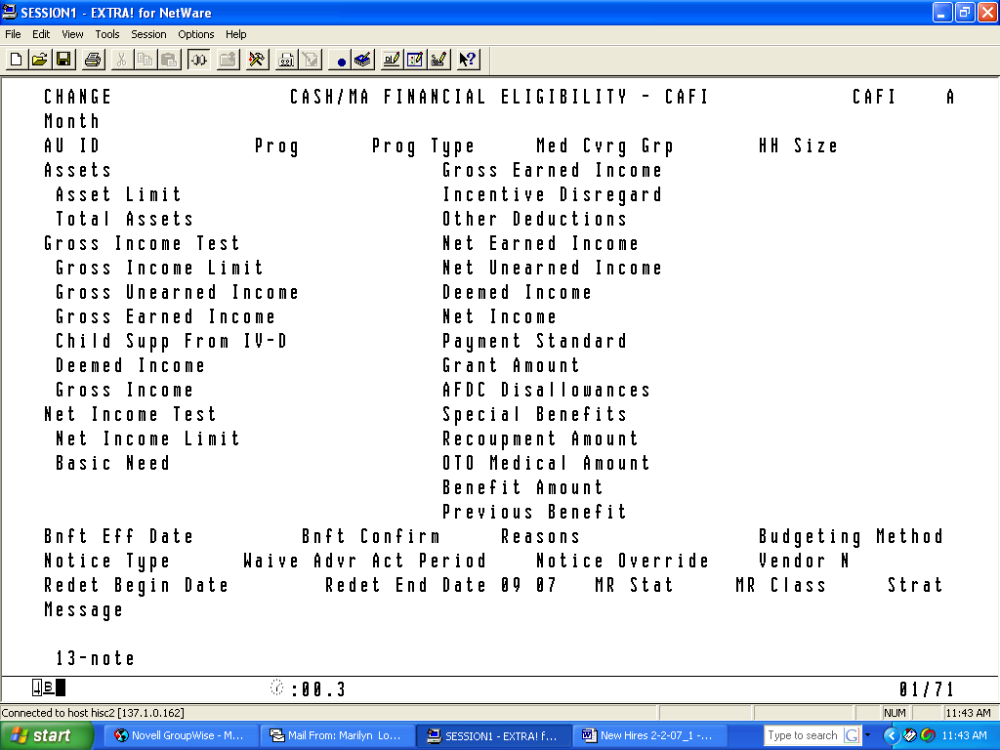 SESSION1 - EXTRA! for NetWare
File Edit View Tools Session Options Help
CHANGE CASH/MA FINANCIAL ELIGIBILITY - CAFI CAFI A
Month
AU ID Prog Prog Type Med Cvrg Grp HH Size
Assets Gross Earned Income
Asset Limit Incentive Disregard
Total Assets Other Deductions
Gross Income Test Net Earned Income
Gross Income Limit Net Unearned Income
Gross Unearned Income Deemed Income
Gross Earned Income Net Income
Child Supp From IV-D Payment Standard
Deemed Income Grant Amount
Gross Income AFDC Disallowances
Net Income Test Special Benefits
Net Income Limit Recoupment Amount
Basic Need OTO Medical Amount
Benefit Amount
Previous Benefit
Bnft Eff Date Bnft Confirm Reasons Budgeting Method
Notice Type Waive Advr Act Period Notice Override Vendor N
Redet Begin Date Redet End Date 09 07 MR Stat MR Class Strat
Message
13-note
B :00.3 01/71
Connected to host hisc2 [137.1.0.162] NUM 11:43 AM
start Novell GroupWise - M... Mail From: Marilyn Lo... SESSION1 - EXTRA! f... New Hires 2-2-07_1 -... Type to search G 11:43 AM